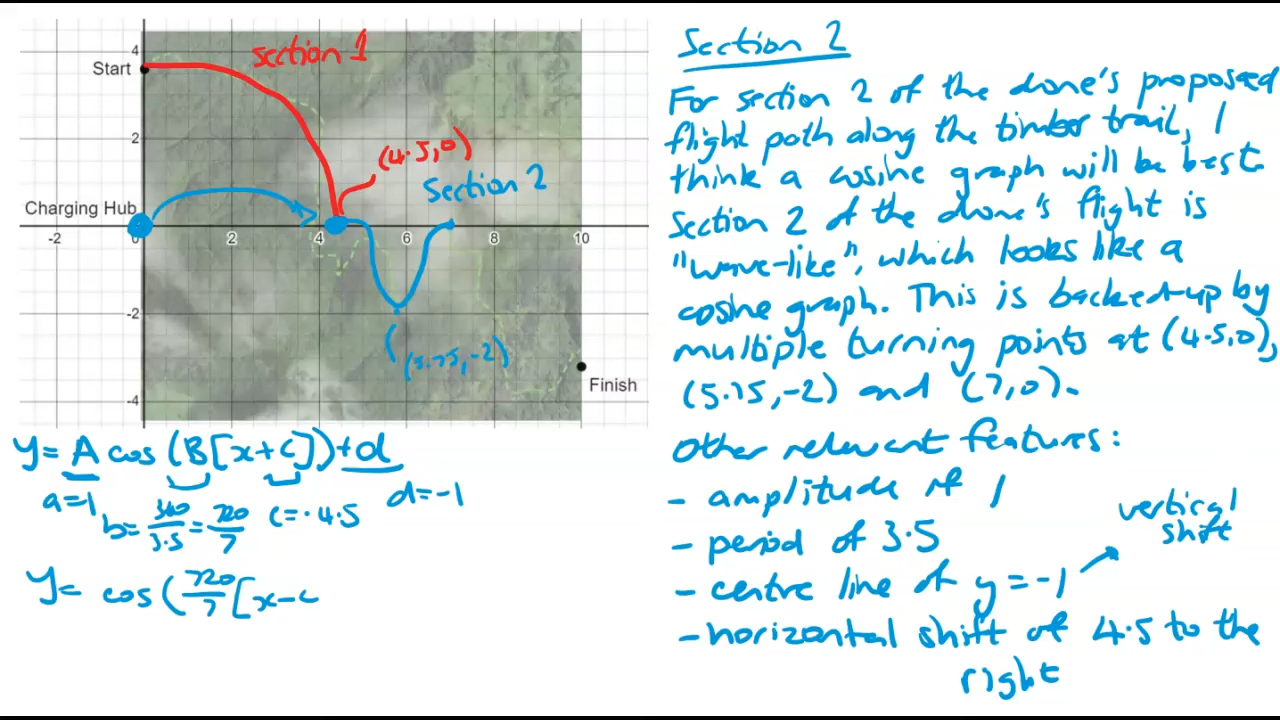 Section 2
For section 2 of the drone's proposed
flight path along the timber trail, I
think a cosine graph will be best.
Section 2 of the drone's flight is
"wave-like", which looks like a
cosine graph. This is backed-up by
multiple turning points at (4.5,0),
(5.75,-2) and (7,0).
Other relevant features:
- amplitude of 1
- period of 3.5
- centre line of y=-1
vertical
shift
- horizontal shift of 4.5 to the
right
section 1
4
Start
2
(4.5,0)
section 2
Charging Hub
-2
0
2
4
6
8
10
-2
(5.75,-2)
Finish
-4
y= A cos (B[x+c])+d
a=1
b= 360/3.5 = 720/7
c=-4.5
d=-1
y= cos (720/7 [x-